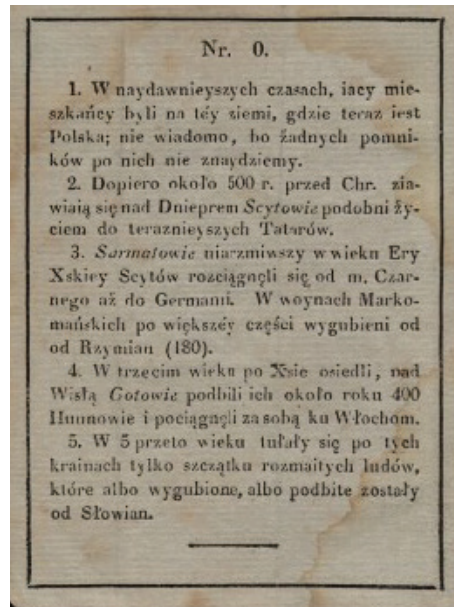 Nr. 0.
1. W naydawnieyszych czasach, iacy mie-
szkańcy byli na téy ziemi, gdzie teraz iest
Polska; nie wiadomo, bo żadnych pomni-
ków po nich nie znaydziemy.
2. Dopiero około 500 r. przed Chr. zia-
wiaią się nad Dnieprem Scytowie podobni ży-
ciem do teraznieyszych Tatarów.
3. Sarmatowie uiarzmiwszy w wieku Ery
Xskiey Scytów rozciągnęli się od m. Czar-
nego aż do Germanii. W woynach Marko-
mańskich po większéy części wygubieni od
od Rzymian (180).
4. W trzecim wieku po Xsie osiedli, nad
Wisłą Gotowie podbili ich około roku 400
Hunnowie i pociągnęli za sobą ku Włochom.
5. W 5 przeto wieku tułały się po tych
krainach tylko szczątku rozmaitych ludów,
które albo wygubione, albo podbite zostały
od Słowian.